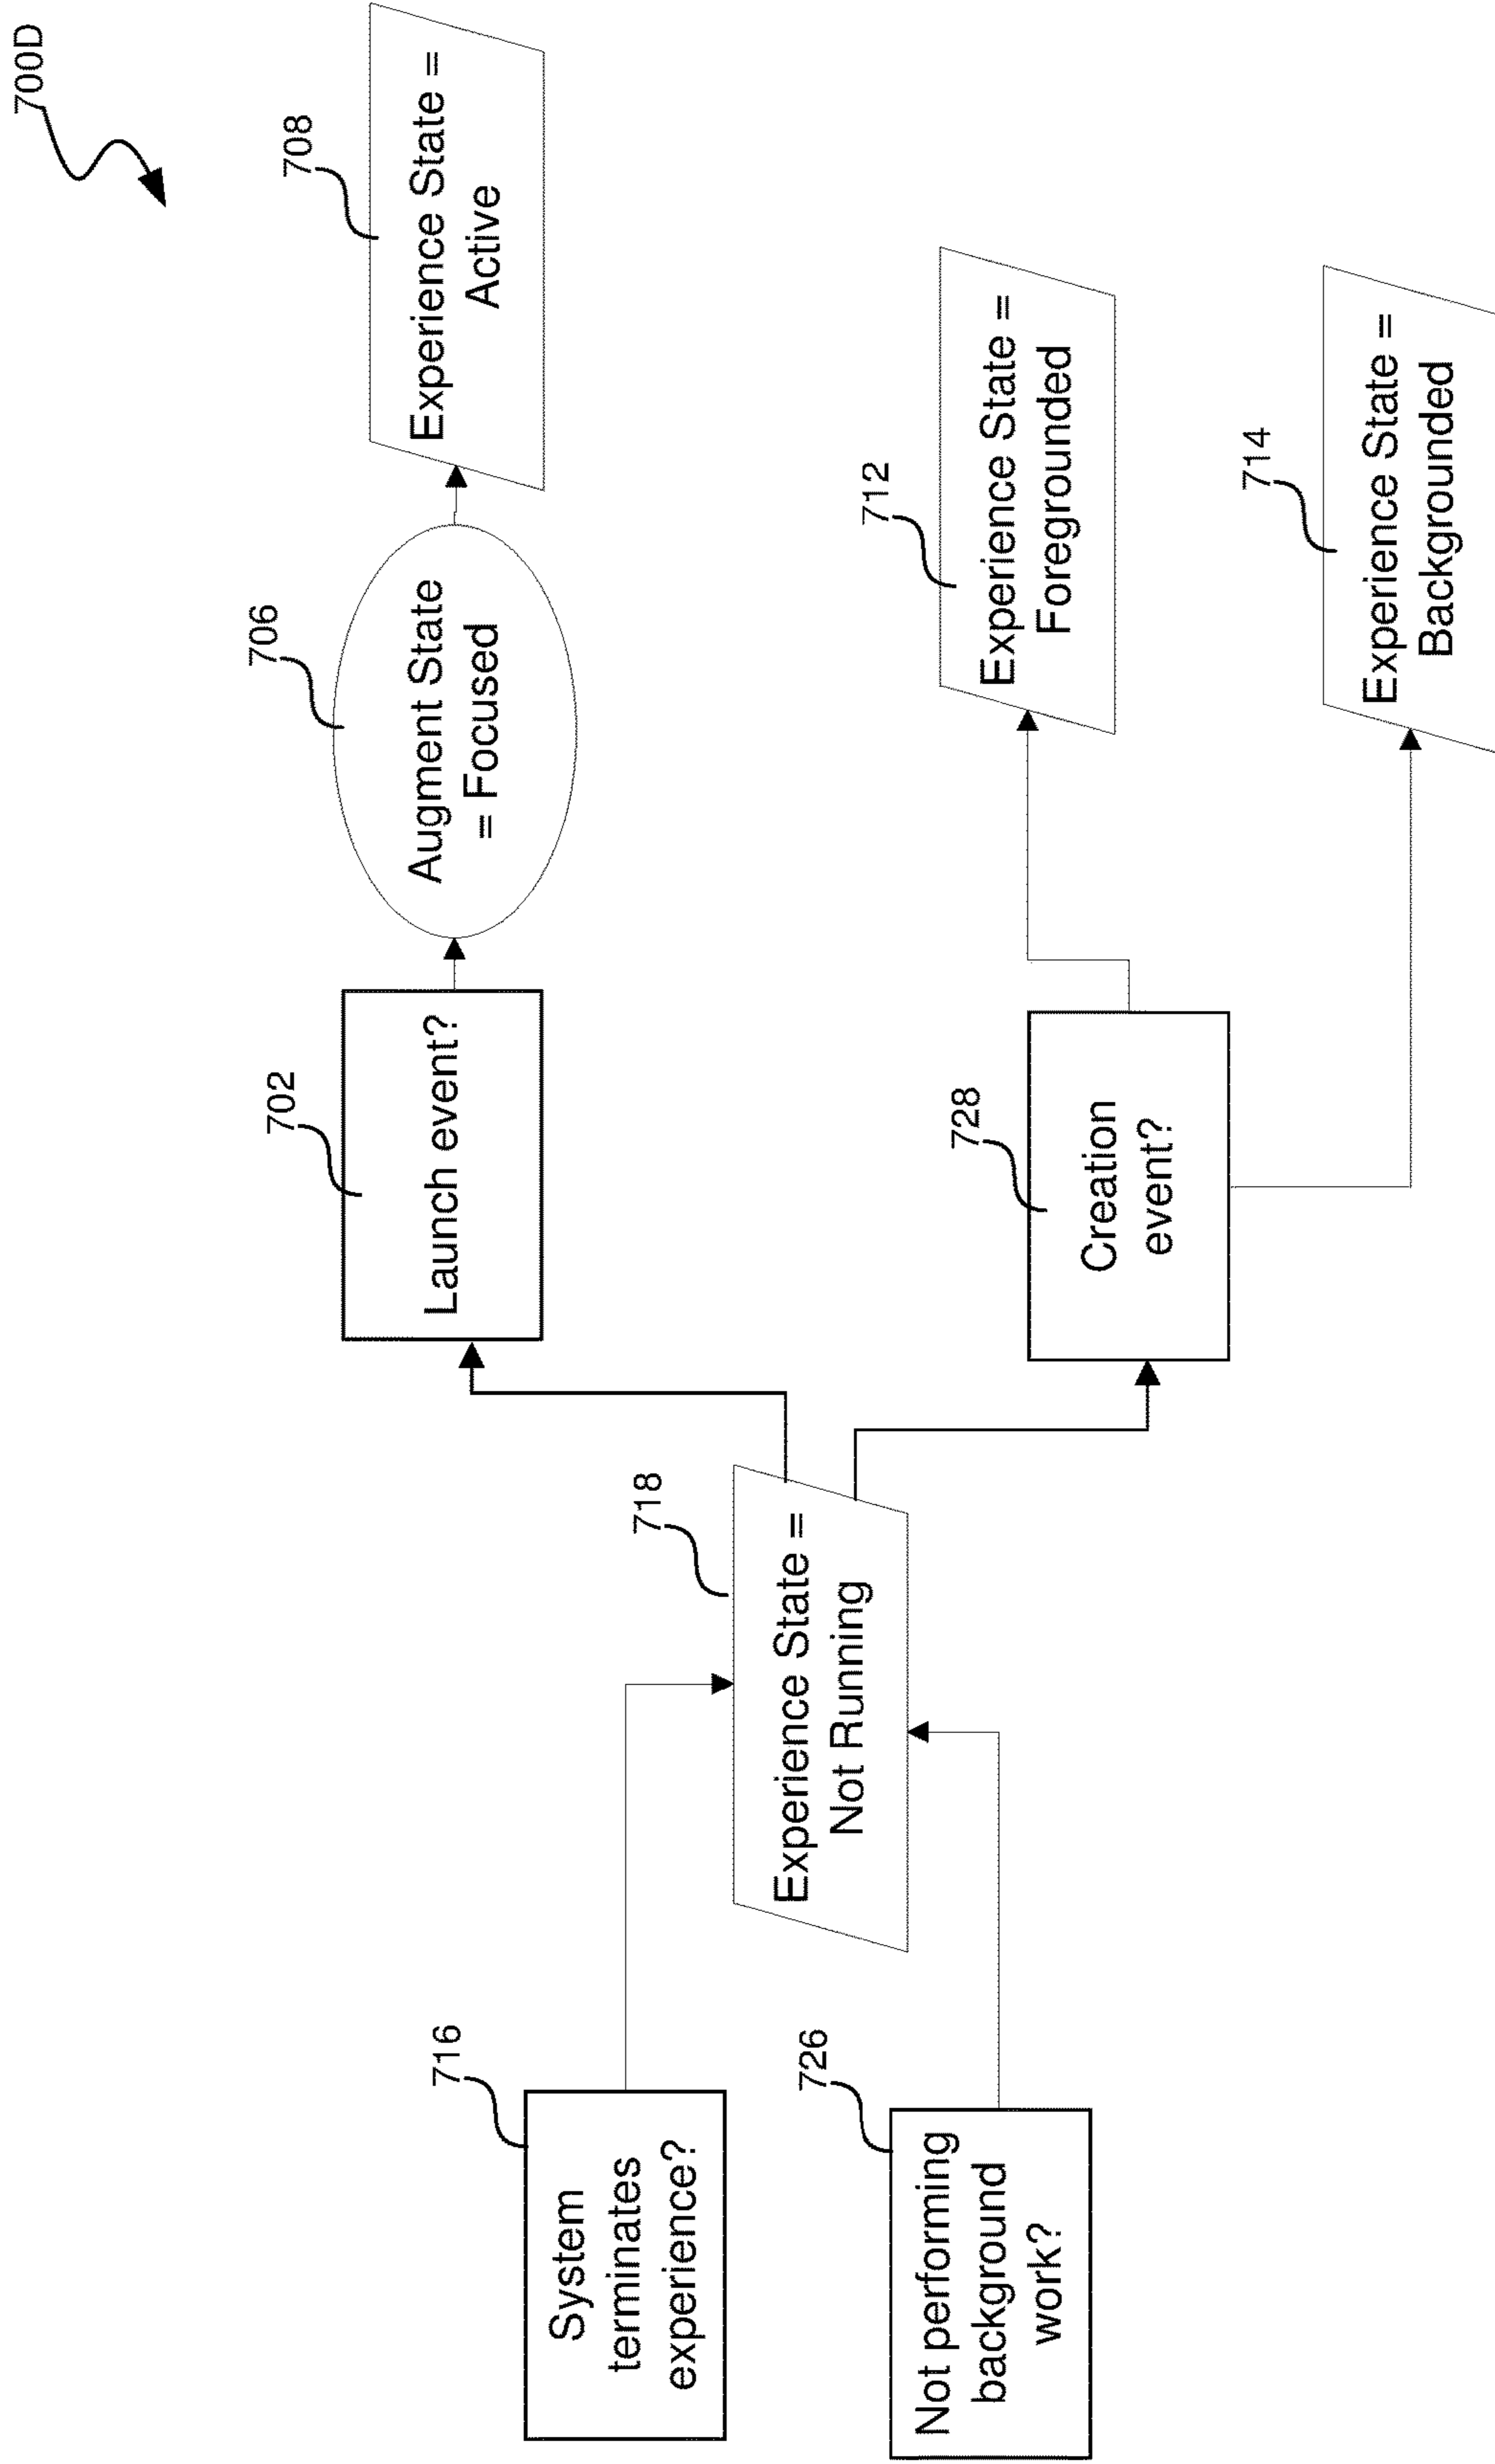 700D
702
Launch event?
706
Augment State
= Focused
708
Experience State =
Active
716
System
terminates
experience?
718
Experience State =
Not Running
726
Not performing
background
work?
728
Creation
event?
712
Experience State =
Foregrounded
714
Experience State =
Backgrounded